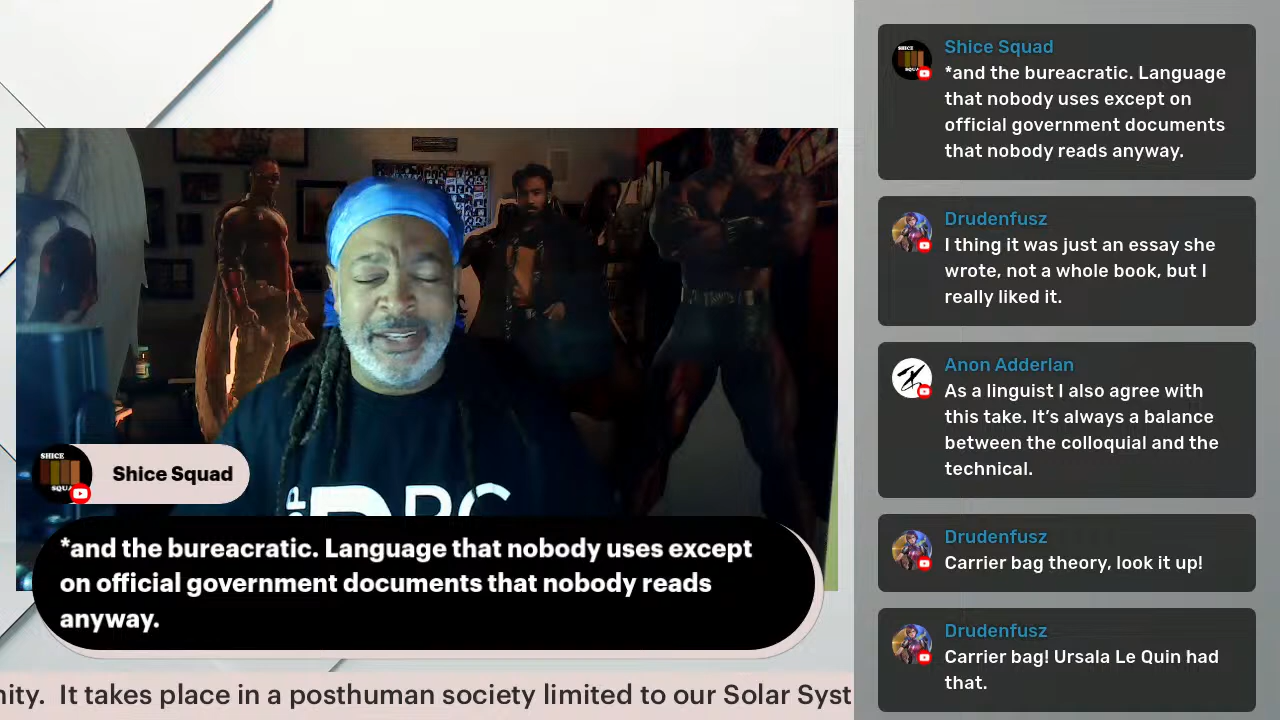 Shice Squad
*and the bureacratic. Language
that nobody uses except on
official government documents
that nobody reads anyway.
Drudenfusz
I thing it was just an essay she
wrote, not a whole book, but I
really liked it.
Anon Adderlan
As a linguist I also agree with
this take. It’s always a balance
between the colloquial and the
technical.
Drudenfusz
Carrier bag theory, look it up!
Drudenfusz
Carrier bag! Ursala Le Quin had
that.
SHICE
Shice Squad
*and the bureacratic. Language that nobody uses except
on official government documents that nobody reads
anyway.
nity.  It takes place in a posthuman society limited to our Solar Syst